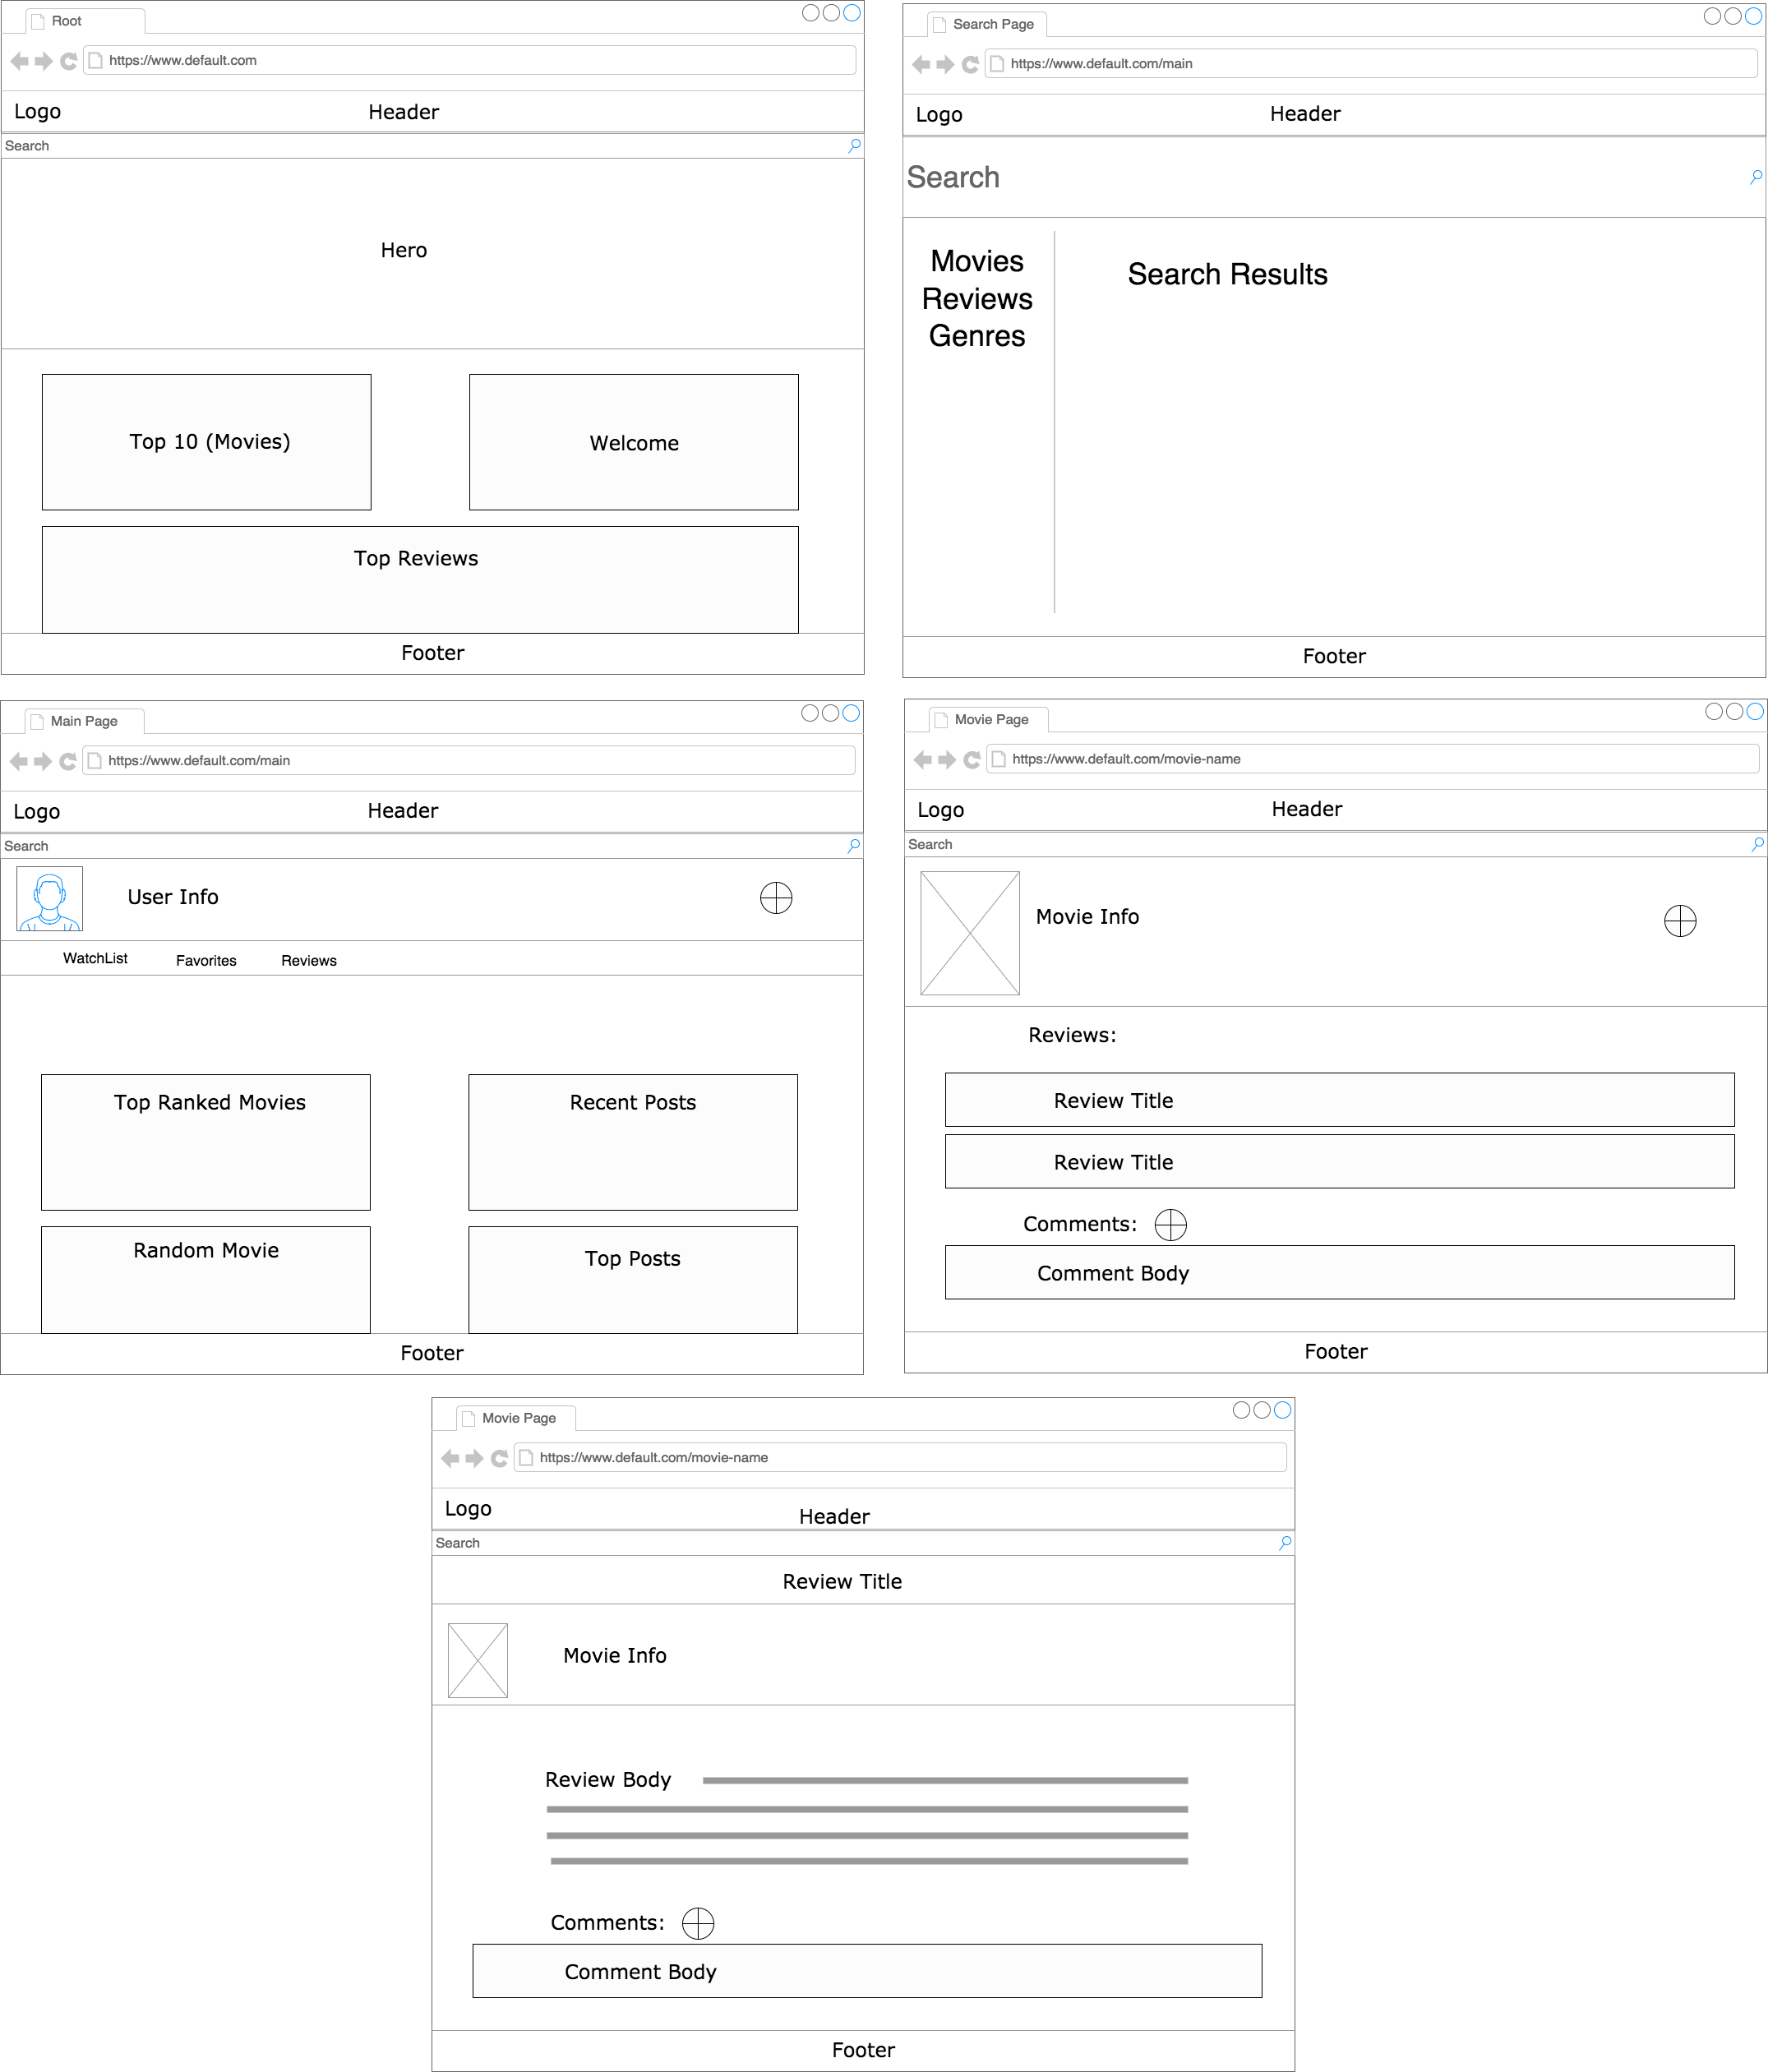 Root
https://www.default.com
Logo
Header
Search
Hero
Top 10 (Movies)
Welcome
Top Reviews
Footer
Search Page
https://www.default.com/main
Logo
Header
Search
Movies
Reviews
Genres
Search Results
Footer
Main Page
https://www.default.com/main
Logo
Header
Search
User Info
WatchList
Favorites
Reviews
Top Ranked Movies
Recent Posts
Random Movie
Top Posts
Footer
Movie Page
https://www.default.com/movie-name
Logo
Header
Search
Movie Info
Reviews:
Review Title
Review Title
Comments:
Comment Body
Footer
Movie Page
https://www.default.com/movie-name
Logo
Header
Search
Review Title
Movie Info
Review Body
Comments:
Comment Body
Footer